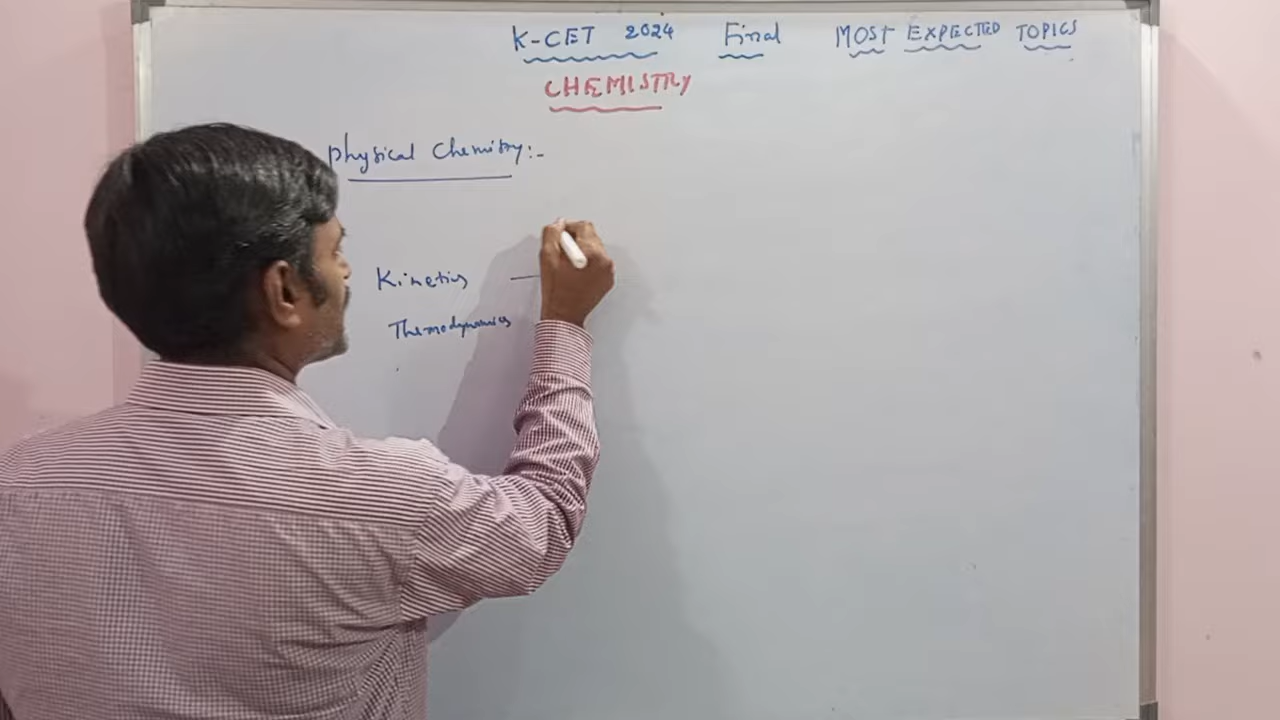 K-CET 2024 Final MOST EXPECTED TOPICS
CHEMISTRY
Physical Chemistry:-
Kinetics —
Thermodynamics